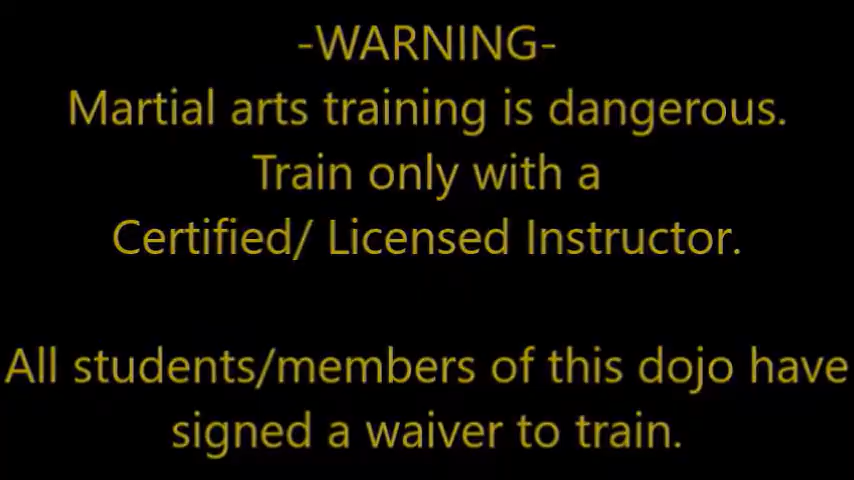 -WARNING-
Martial arts training is dangerous.
Train only with a
Certified/ Licensed Instructor.
All students/members of this dojo have
signed a waiver to train.